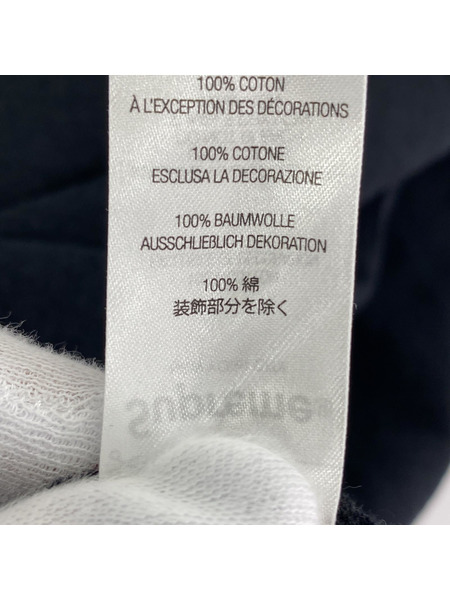 100% COTON
À L'EXCEPTION DES DÉCORATIONS
100% COTONE
ESCLUSA LA DECORAZIONE
100% BAUMWOLLE
AUSSCHLIEßLICH DEKORATION
100% 綿
装飾部分を除く
Supreme